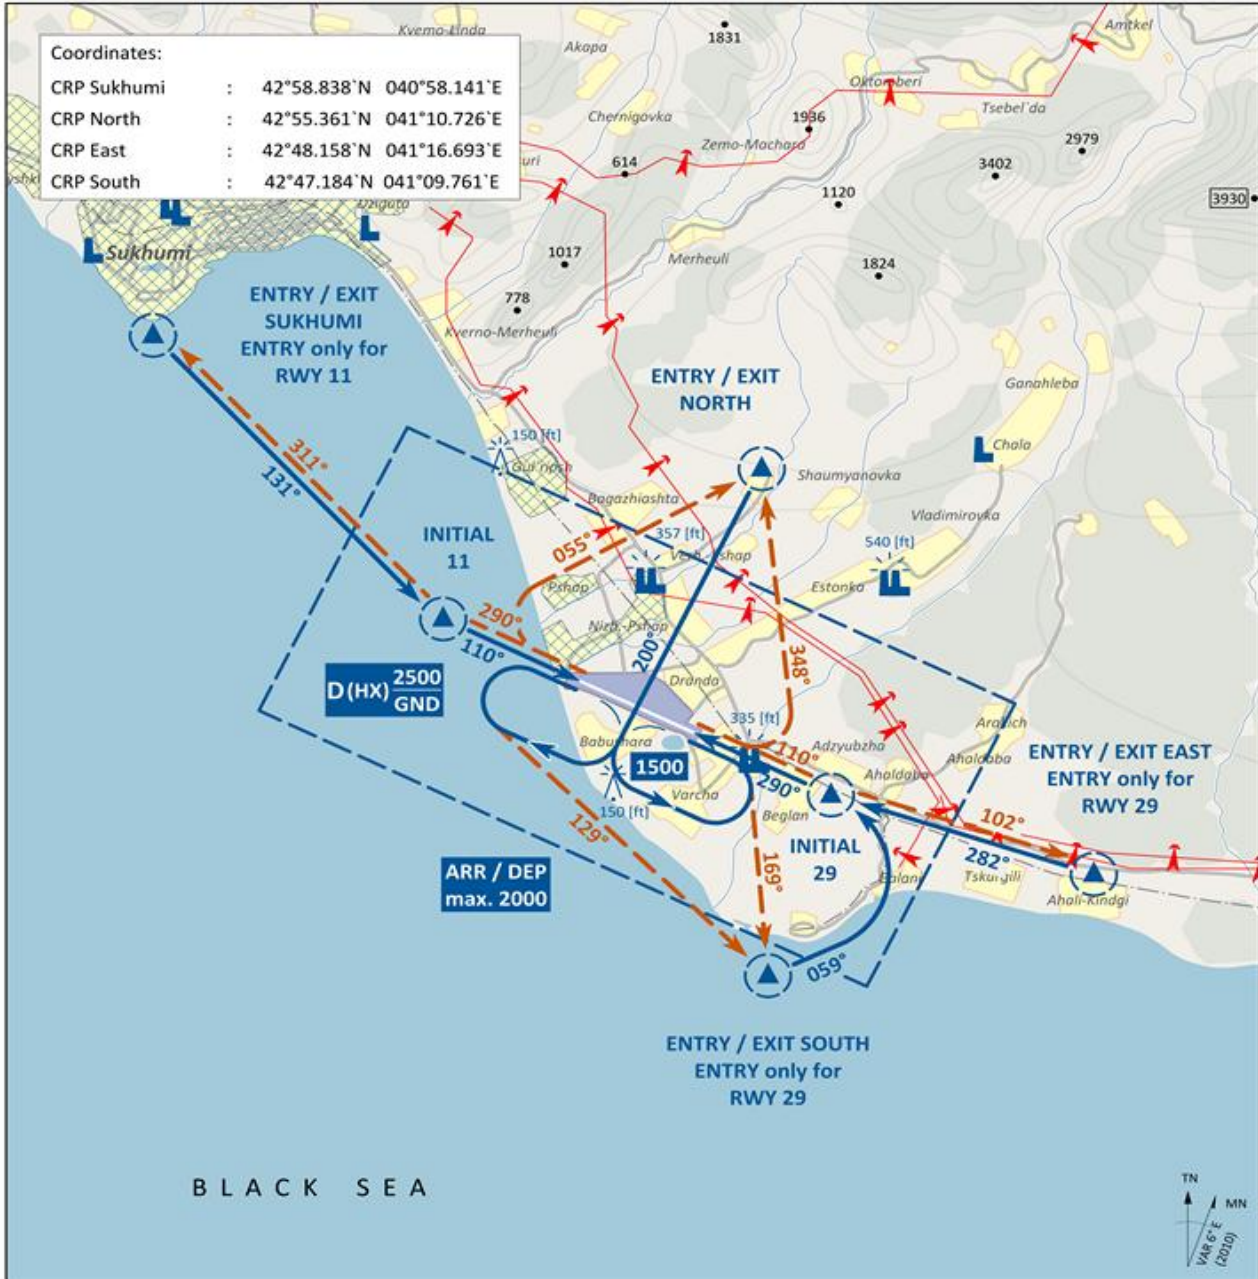 Kvemo-Linda
1831
Akapa
Amtkel
Coordinates:
CRP Sukhumi : 42°58.838`N 040°58.141`E
CRP North : 42°55.361`N 041°10.726`E
CRP East : 42°48.158`N 041°16.693`E
CRP South : 42°47.184`N 041°09.761`E
Oktomberi
Tsebel`da
Chernigovka
1936
Zemo-Machara
2979
614
3402
1120
3930
Dziguta
Sukhumi
Merheuli
1017
1824
778
Kverno-Merheuli
ENTRY / EXIT
SUKHUMI
ENTRY only for
RWY 11
ENTRY / EXIT
NORTH
Ganahleba
Chala
150 [ft]
Gul`ripsh
Shaumyanovka
Bagazhiashta
Vladimirovka
311°
131°
INITIAL
11
055°
357 [ft]
540 [ft]
Pshap
Estonka
Nizh.-Pshap
290°
110°
200°
348°
D (HX) 2500
GND
Dranda
335 [ft]
Babushara
110°
Adzyubzha
1500
290°
Ahaldaba
Varcha
150 [ft]
Beglan
129°
169°
INITIAL
29
Ahaldaba
ENTRY / EXIT EAST
ENTRY only for
RWY 29
102°
282°
Tskurgili
Ahali-Kindgi
ARR / DEP
max. 2000
059°
ENTRY / EXIT SOUTH
ENTRY only for
RWY 29
BLACK SEA
TN
MN
VAR 6° E
(2010)